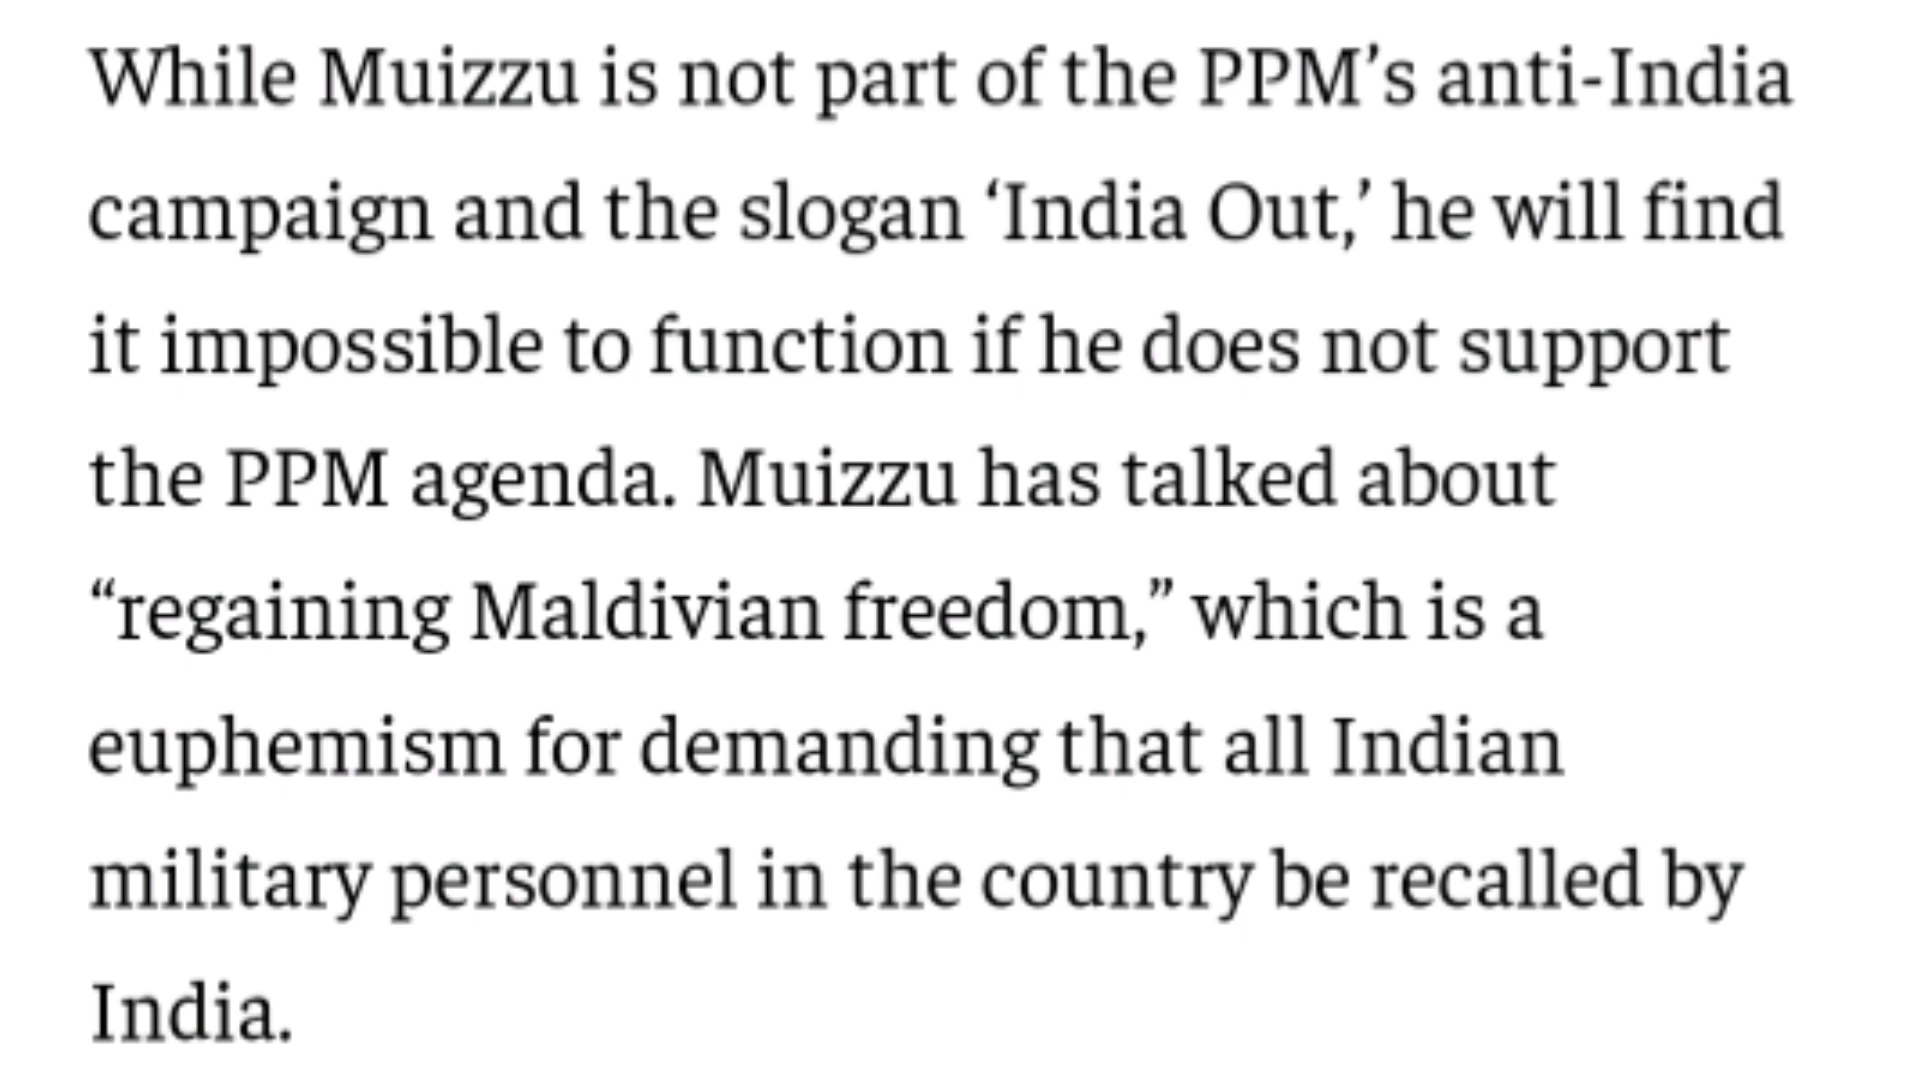 While Muizzu is not part of the PPM’s anti-India
campaign and the slogan ‘India Out,’ he will find
it impossible to function if he does not support
the PPM agenda. Muizzu has talked about
“regaining Maldivian freedom,” which is a
euphemism for demanding that all Indian
military personnel in the country be recalled by
India.